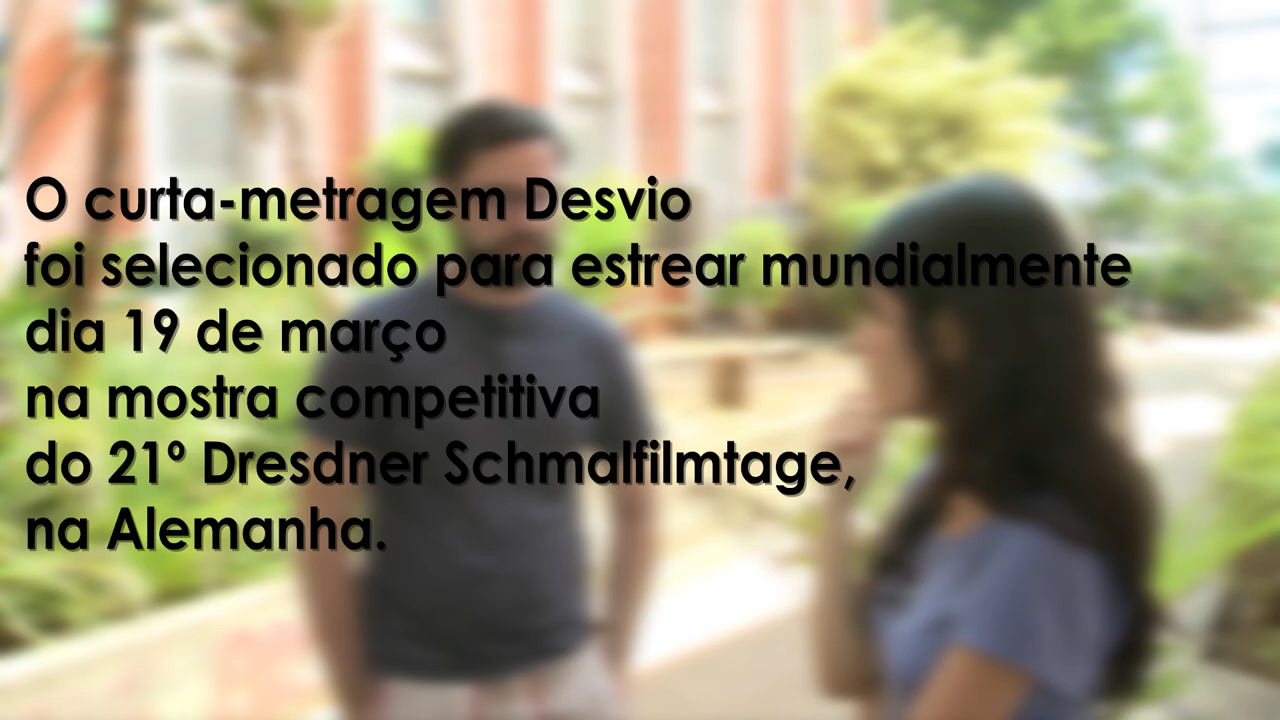 O curta-metragem Desvio
foi selecionado para estrear mundialmente
dia 19 de março
na mostra competitiva
do 21º Dresdner Schmalfilmtage,
na Alemanha.